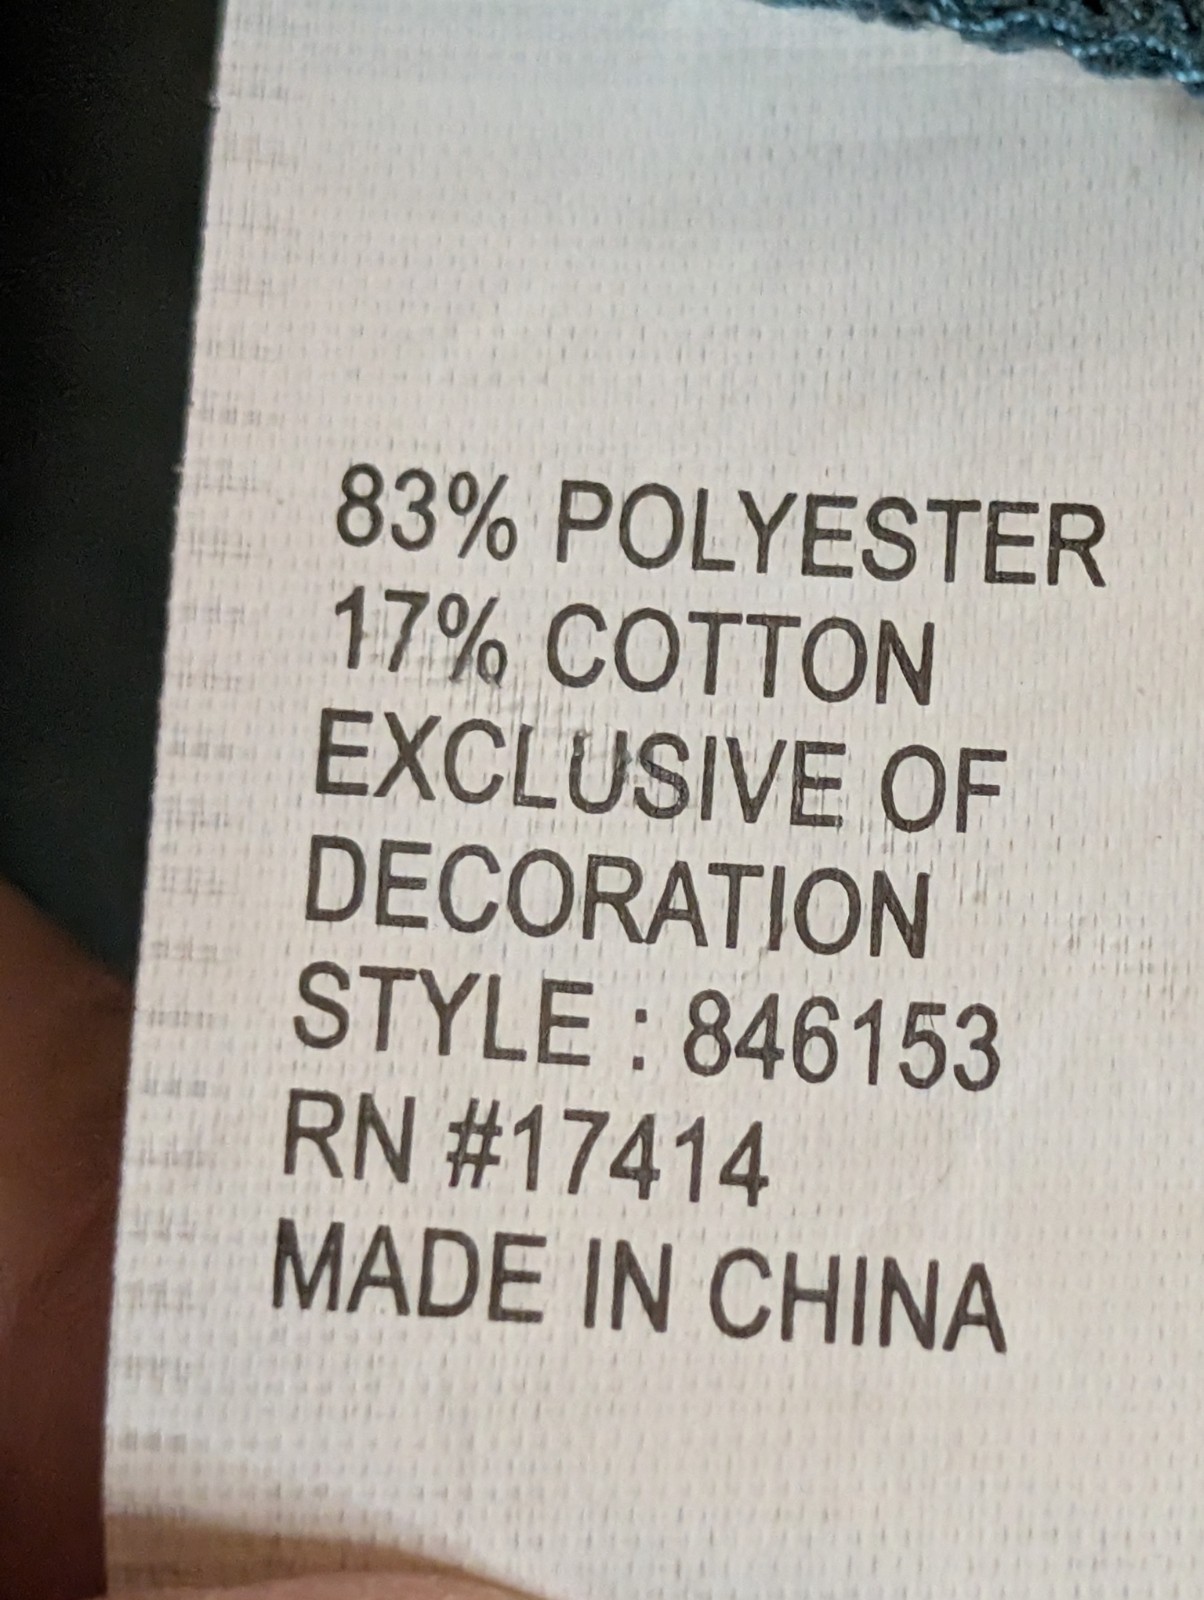 83% POLYESTER
17% COTTON
EXCLUSIVE OF
DECORATION
STYLE : 846153
RN #17414
MADE IN CHINA